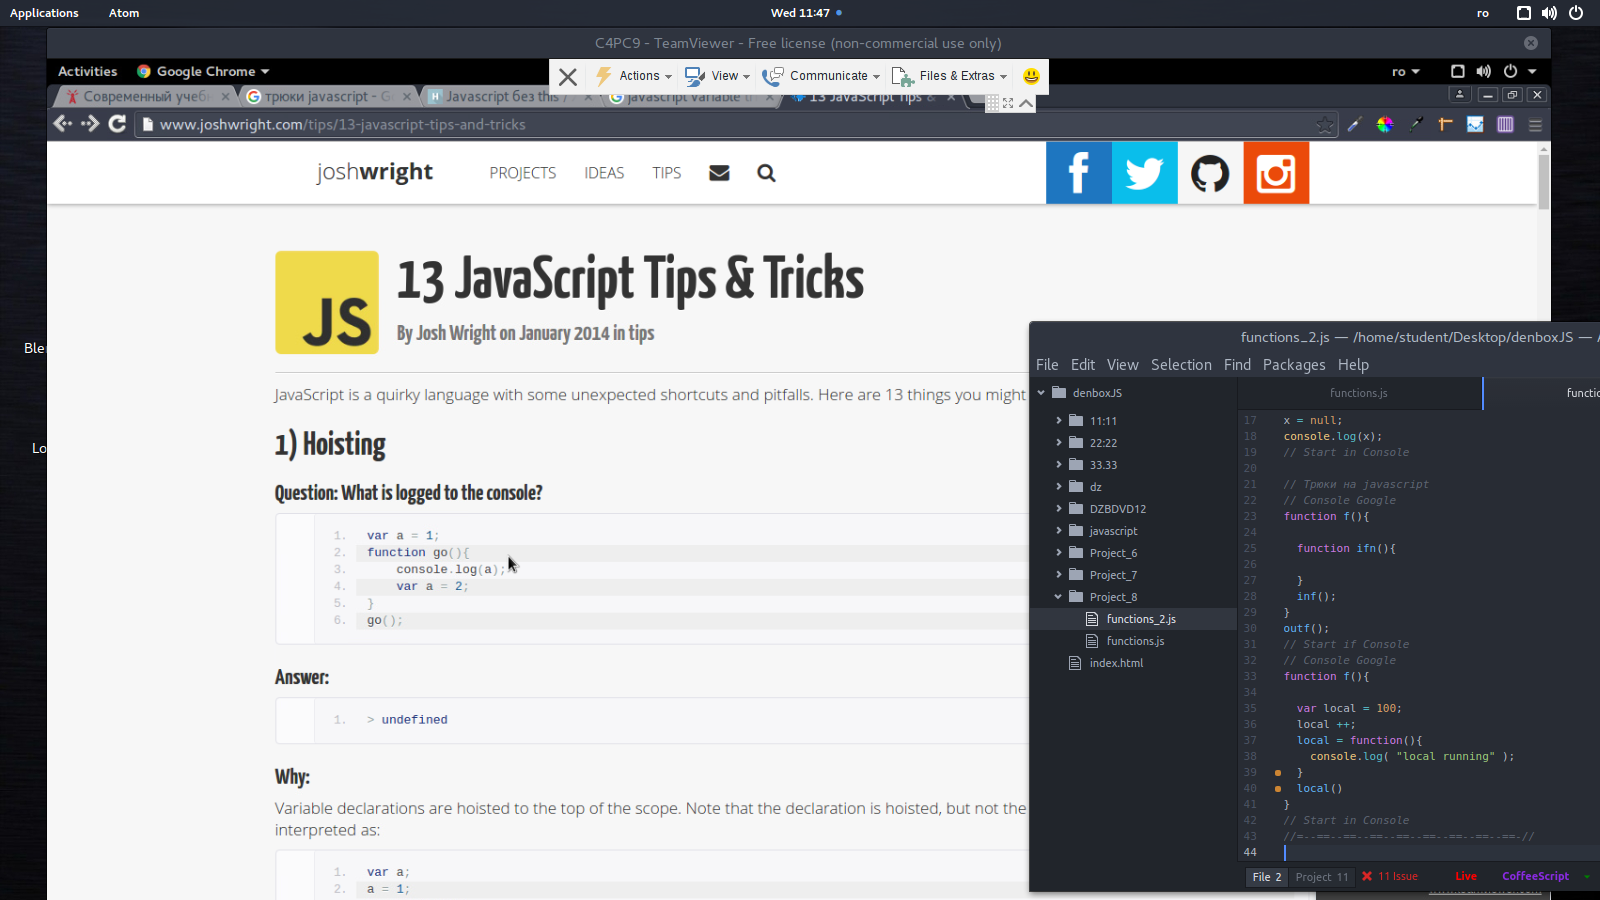 Applications Atom Wed 11:47 ro
C4PC9 - TeamViewer - Free license (non-commercial use only)
Activities Google Chrome ro
Actions View Communicate Files & Extras
Современный учеб трюки javascript - G Javascript без this / javascript variable t 13 JavaScript Tips &
www.joshwright.com/tips/13-javascript-tips-and-tricks
joshwright PROJECTS IDEAS TIPS
JS
13 JavaScript Tips & Tricks
By Josh Wright on January 2014 in tips
JavaScript is a quirky language with some unexpected shortcuts and pitfalls. Here are 13 things you might
1) Hoisting
Question: What is logged to the console?
1. var a = 1;
2. function go(){
3. console.log(a);
4. var a = 2;
5. }
6. go();
Answer:
1. > undefined
Why:
Variable declarations are hoisted to the top of the scope. Note that the declaration is hoisted, but not the
interpreted as:
1. var a;
2. a = 1;
Ble
Lo
functions_2.js — /home/student/Desktop/denboxJS —
File Edit View Selection Find Packages Help
denboxJS
11:11
22:22
33.33
dz
DZBDVD12
javascript
Project_6
Project_7
Project_8
functions_2.js
functions.js
index.html
functions.js functio
17 x = null;
18 console.log(x);
19 // Start in Console
20
21 // Трюки на javascript
22 // Console Google
23 function f(){
24
25 function ifn(){
26
27 }
28 inf();
29 }
30 outf();
31 // Start if Console
32 // Console Google
33 function f(){
34
35 var local = 100;
36 local ++;
37 local = function(){
38 console.log( "local running" );
39 }
40 local()
41 }
42 // Start in Console
43 //=--==--==--==--==--==--==--==--==-//
44
File 2 Project 11 11 Issue Live CoffeeScript